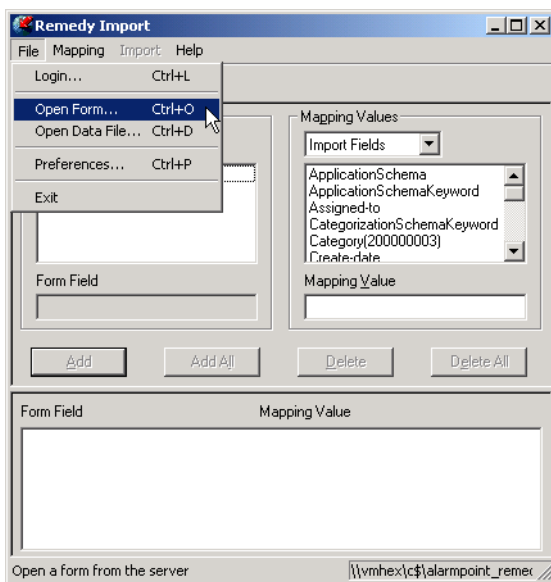 Remedy Import
File Mapping Import Help
Login... Ctrl+L
Open Form... Ctrl+O
Open Data File... Ctrl+D
Preferences... Ctrl+P
Exit
Mapping Values
Import Fields
ApplicationSchema
ApplicationSchemaKeyword
Assigned-to
CategorizationSchemaKeyword
Category(200000003)
Create-date
Form Field
Mapping Value
Add Add All Delete Delete All
Form Field Mapping Value
Open a form from the server \\vmhex\c$\alarmpoint_remec